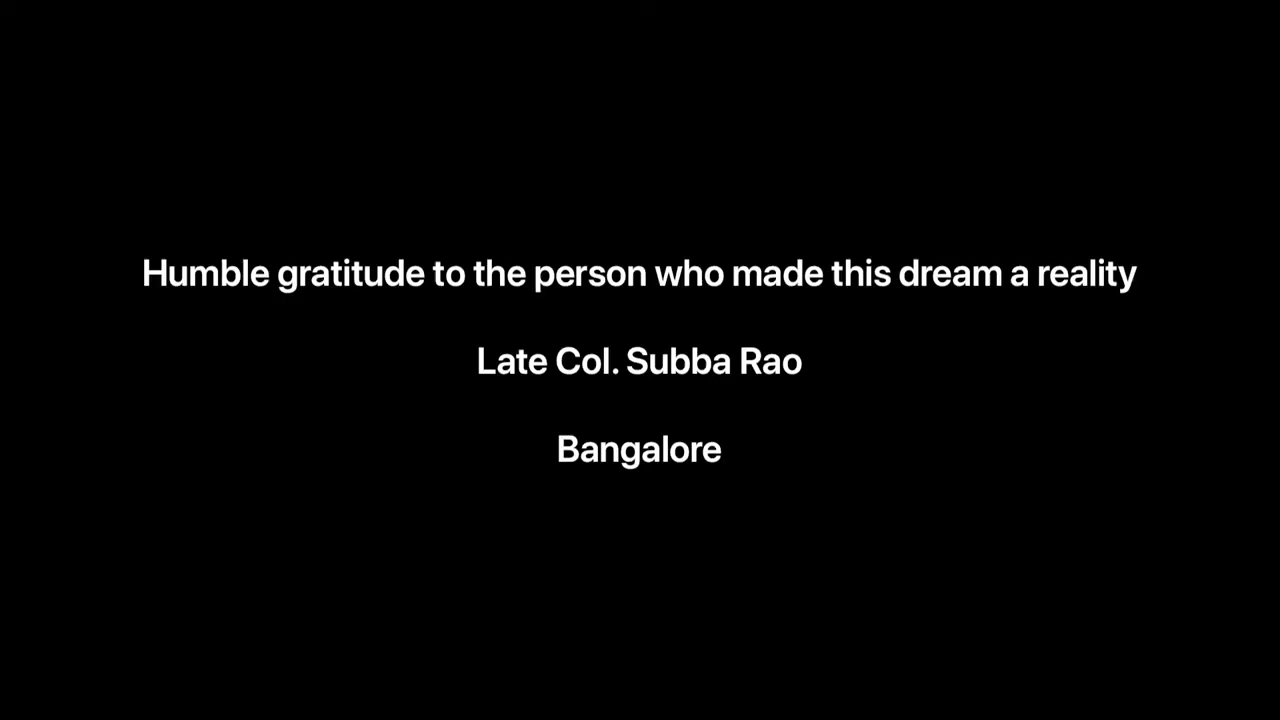 Humble gratitude to the person who made this dream a reality
Late Col. Subba Rao
Bangalore